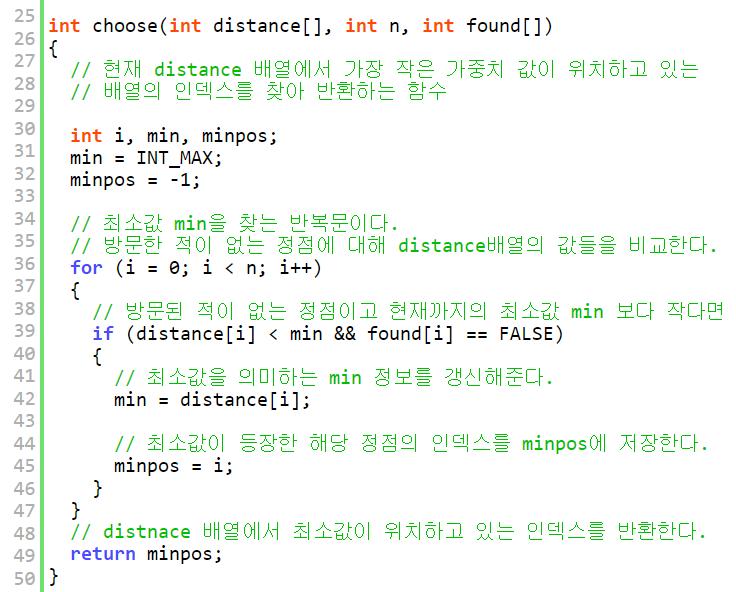 25 int choose(int distance[], int n, int found[])
26 {
27 // 현재 distance 배열에서 가장 작은 가중치 값이 위치하고 있는
28 // 배열의 인덱스를 찾아 반환하는 함수
29
30 int i, min, minpos;
31 min = INT_MAX;
32 minpos = -1;
33
34 // 최소값 min을 찾는 반복문이다.
35 // 방문한 적이 없는 정점에 대해 distance배열의 값들을 비교한다.
36 for (i = 0; i < n; i++)
37 {
38 // 방문된 적이 없는 정점이고 현재까지의 최소값 min 보다 작다면
39 if (distance[i] < min && found[i] == FALSE)
40 {
41 // 최소값을 의미하는 min 정보를 갱신해준다.
42 min = distance[i];
43
44 // 최소값이 등장한 해당 정점의 인덱스를 minpos에 저장한다.
45 minpos = i;
46 }
47 }
48 // distnace 배열에서 최소값이 위치하고 있는 인덱스를 반환한다.
49 return minpos;
50 }